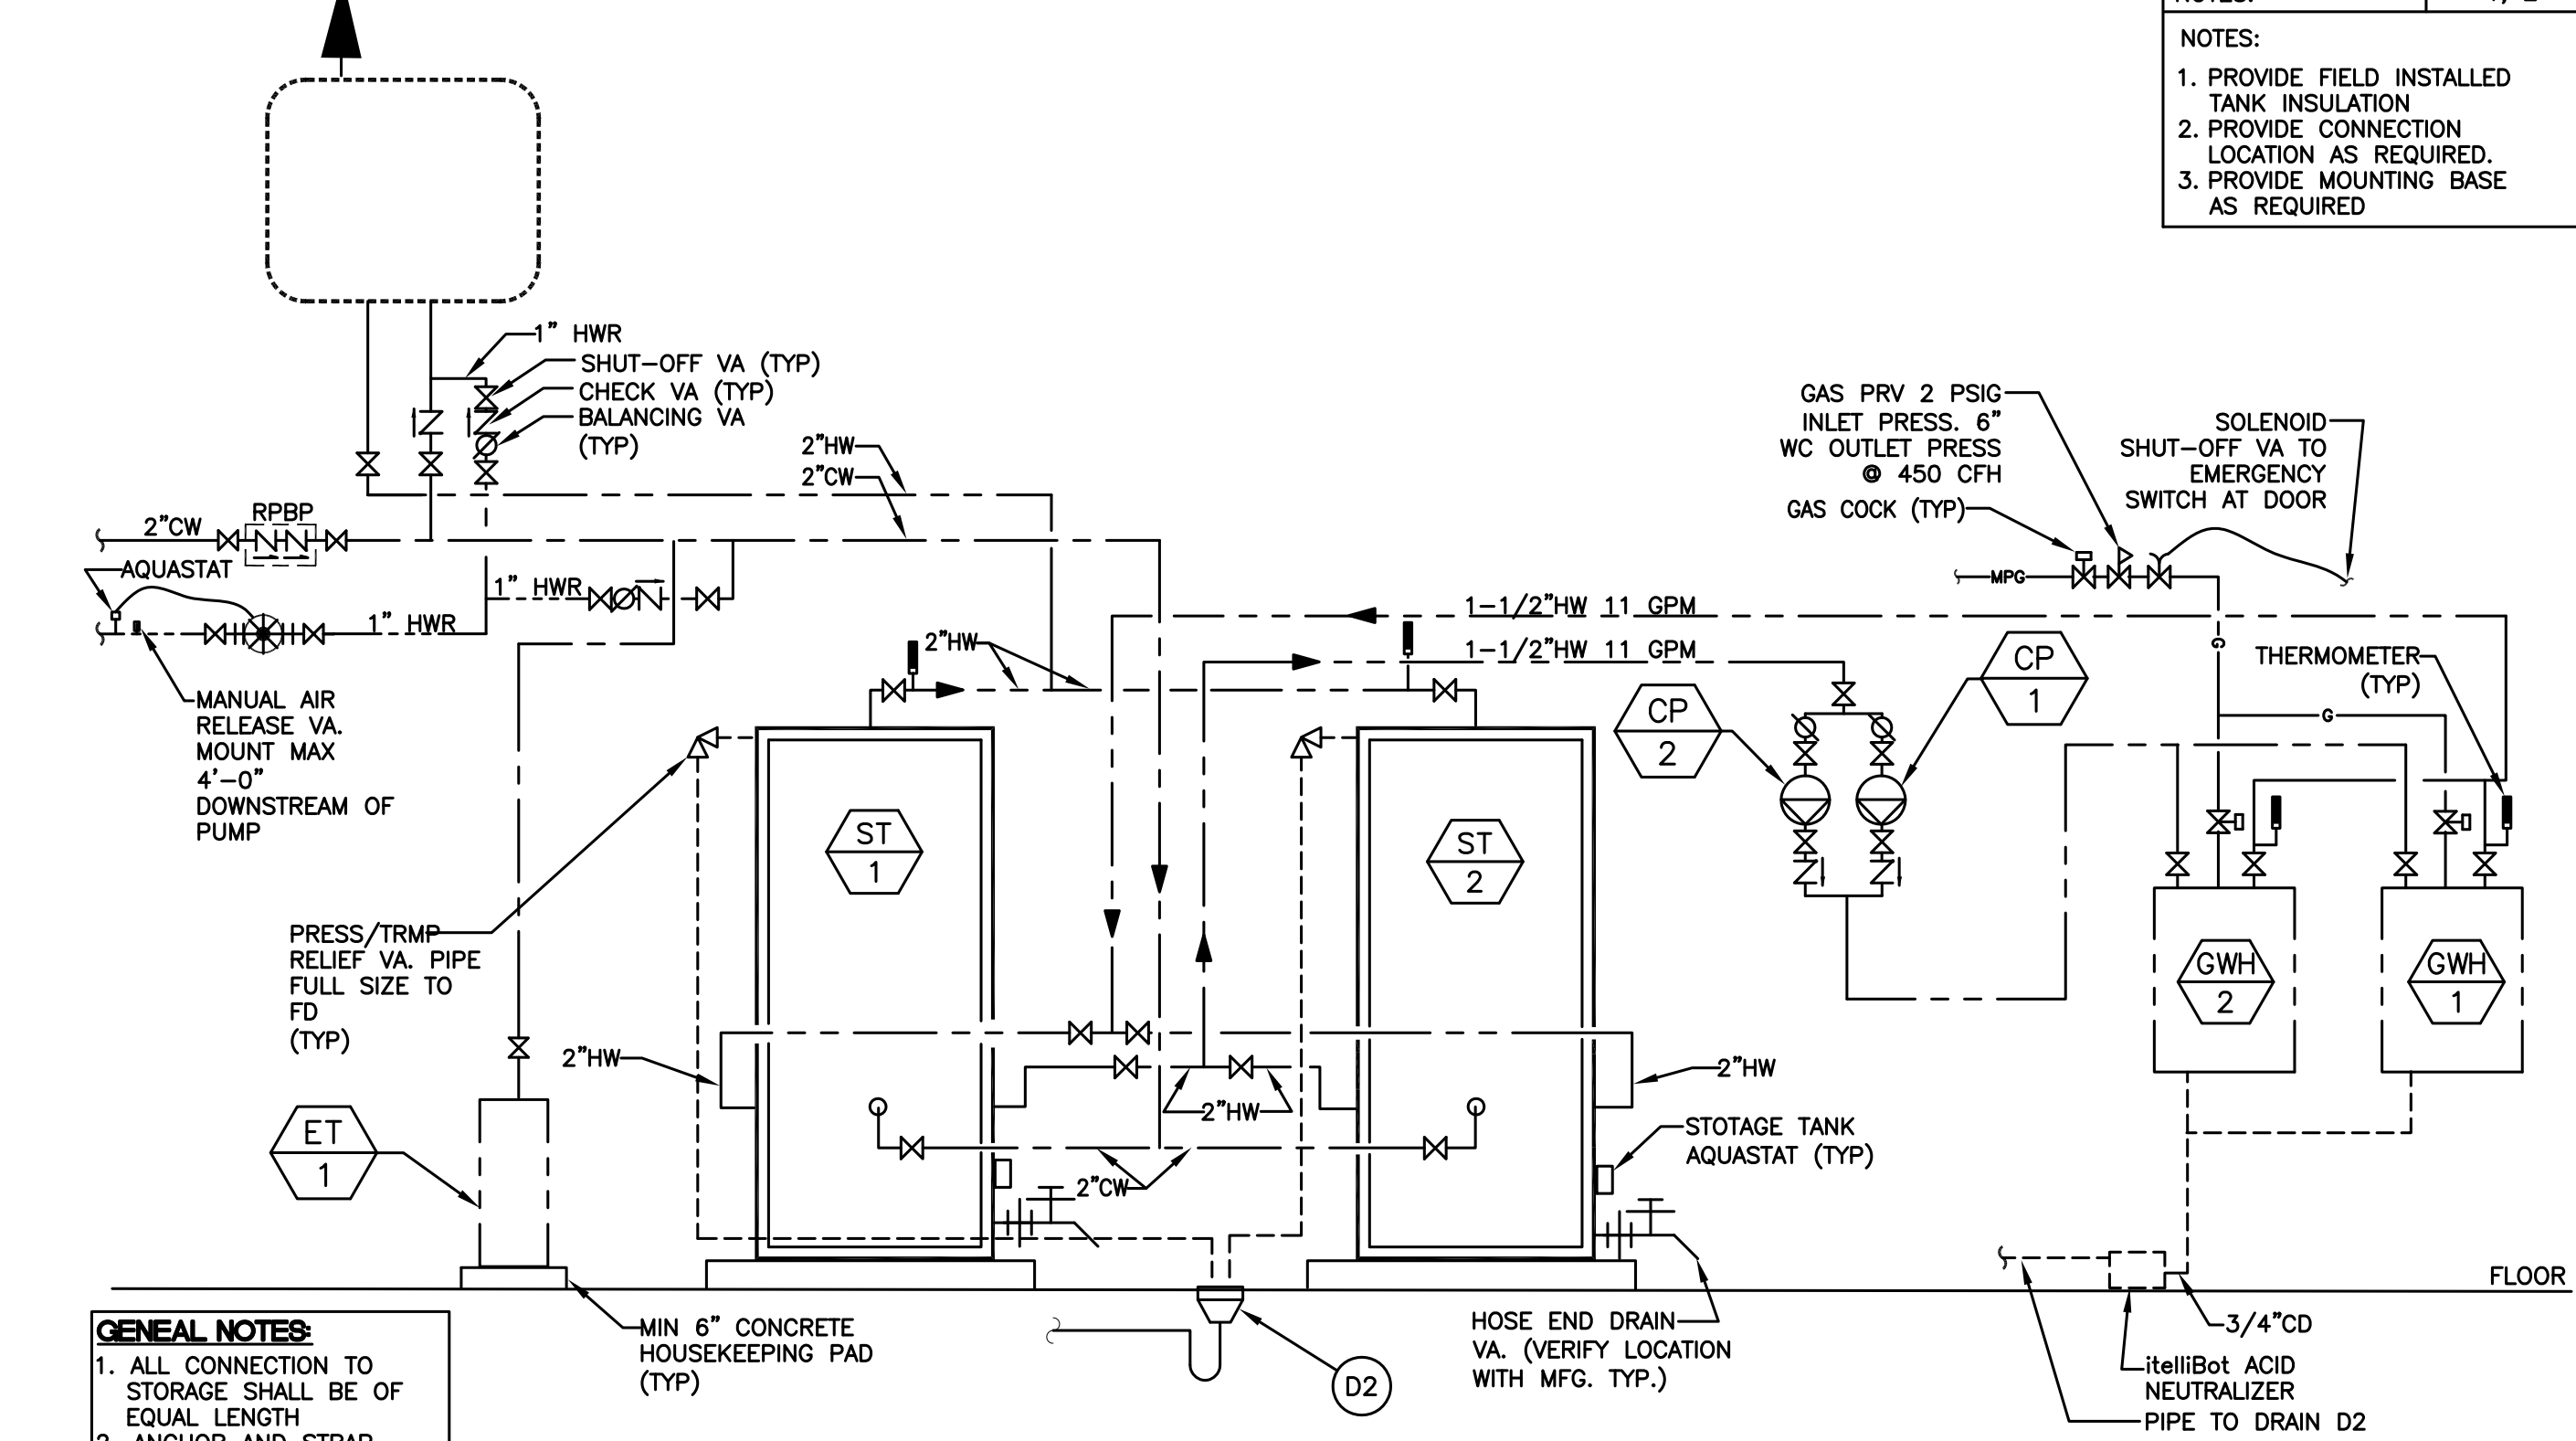 NOTES:
1. PROVIDE FIELD INSTALLED
TANK INSULATION
2. PROVIDE CONNECTION
LOCATION AS REQUIRED.
3. PROVIDE MOUNTING BASE
AS REQUIRED
1" HWR
SHUT-OFF VA (TYP)
CHECK VA (TYP)
BALANCING VA
(TYP)
2"HW
2"CW
GAS PRV 2 PSIG
INLET PRESS. 6"
WC OUTLET PRESS
@ 450 CFH
GAS COCK (TYP)
SOLENOID
SHUT-OFF VA TO
EMERGENCY
SWITCH AT DOOR
2"CW
RPBP
AQUASTAT
1" HWR
1" HWR
MPG
1-1/2"HW 11 GPM
1-1/2"HW 11 GPM
2"HW
G
G
THERMOMETER
(TYP)
CP
1
CP
2
MANUAL AIR
RELEASE VA.
MOUNT MAX
4'-0"
DOWNSTREAM OF
PUMP
ST
1
ST
2
PRESS/TRMP
RELIEF VA. PIPE
FULL SIZE TO
FD
(TYP)
GWH
2
GWH
1
2"HW
2"HW
2"HW
ET
1
STOTAGE TANK
AQUASTAT (TYP)
2"CW
FLOOR
MIN 6" CONCRETE
HOUSEKEEPING PAD
(TYP)
D2
HOSE END DRAIN
VA. (VERIFY LOCATION
WITH MFG. TYP.)
3/4"CD
itelliBot ACID
NEUTRALIZER
PIPE TO DRAIN D2
GENEAL NOTES:
1. ALL CONNECTION TO
STORAGE SHALL BE OF
EQUAL LENGTH
2. ANCHOR AND STRAP